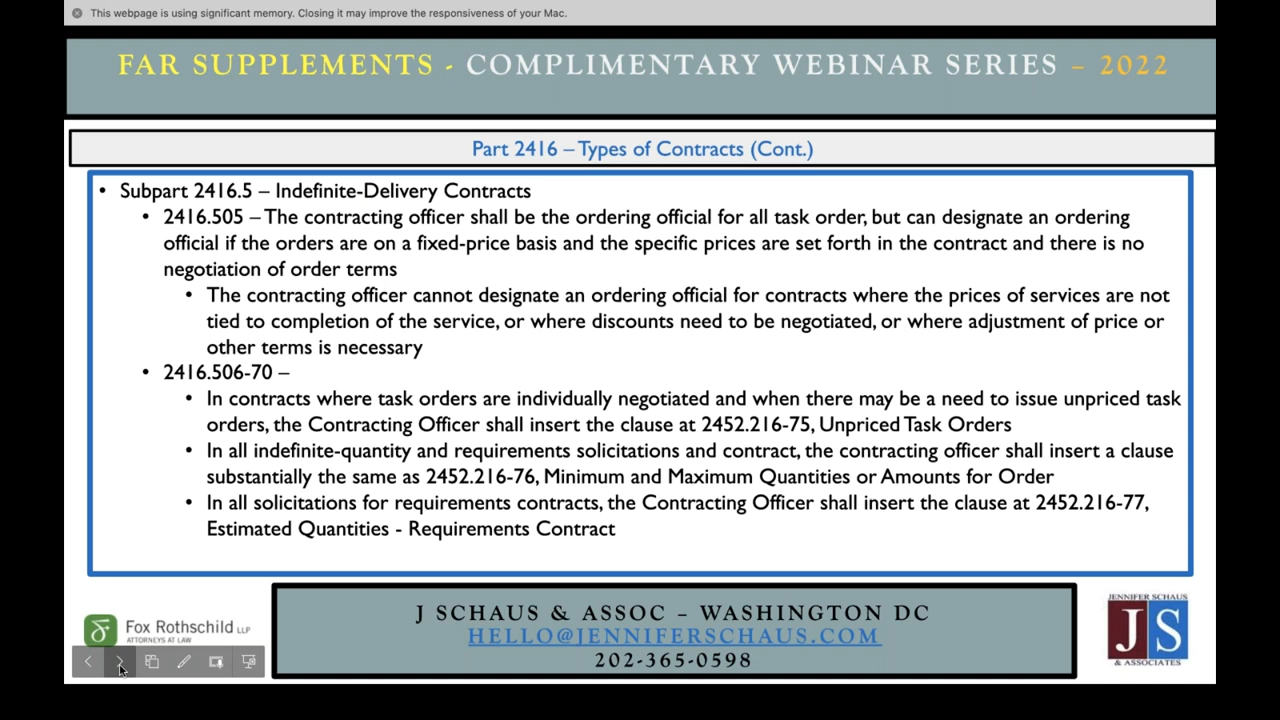 This webpage is using significant memory. Closing it may improve the responsiveness of your Mac.
FAR SUPPLEMENTS - COMPLIMENTARY WEBINAR SERIES – 2022
Part 2416 – Types of Contracts (Cont.)
• Subpart 2416.5 – Indefinite-Delivery Contracts
• 2416.505 – The contracting officer shall be the ordering official for all task order, but can designate an ordering
official if the orders are on a fixed-price basis and the specific prices are set forth in the contract and there is no
negotiation of order terms
• The contracting officer cannot designate an ordering official for contracts where the prices of services are not
tied to completion of the service, or where discounts need to be negotiated, or where adjustment of price or
other terms is necessary
• 2416.506-70 –
• In contracts where task orders are individually negotiated and when there may be a need to issue unpriced task
orders, the Contracting Officer shall insert the clause at 2452.216-75, Unpriced Task Orders
• In all indefinite-quantity and requirements solicitations and contract, the contracting officer shall insert a clause
substantially the same as 2452.216-76, Minimum and Maximum Quantities or Amounts for Order
• In all solicitations for requirements contracts, the Contracting Officer shall insert the clause at 2452.216-77,
Estimated Quantities - Requirements Contract
Fox Rothschild LLP
ATTORNEYS AT LAW
J SCHAUS & ASSOC – WASHINGTON DC
HELLO@JENNIFERSCHAUS.COM
202-365-0598
JENNIFER SCHAUS
JS
& ASSOCIATES